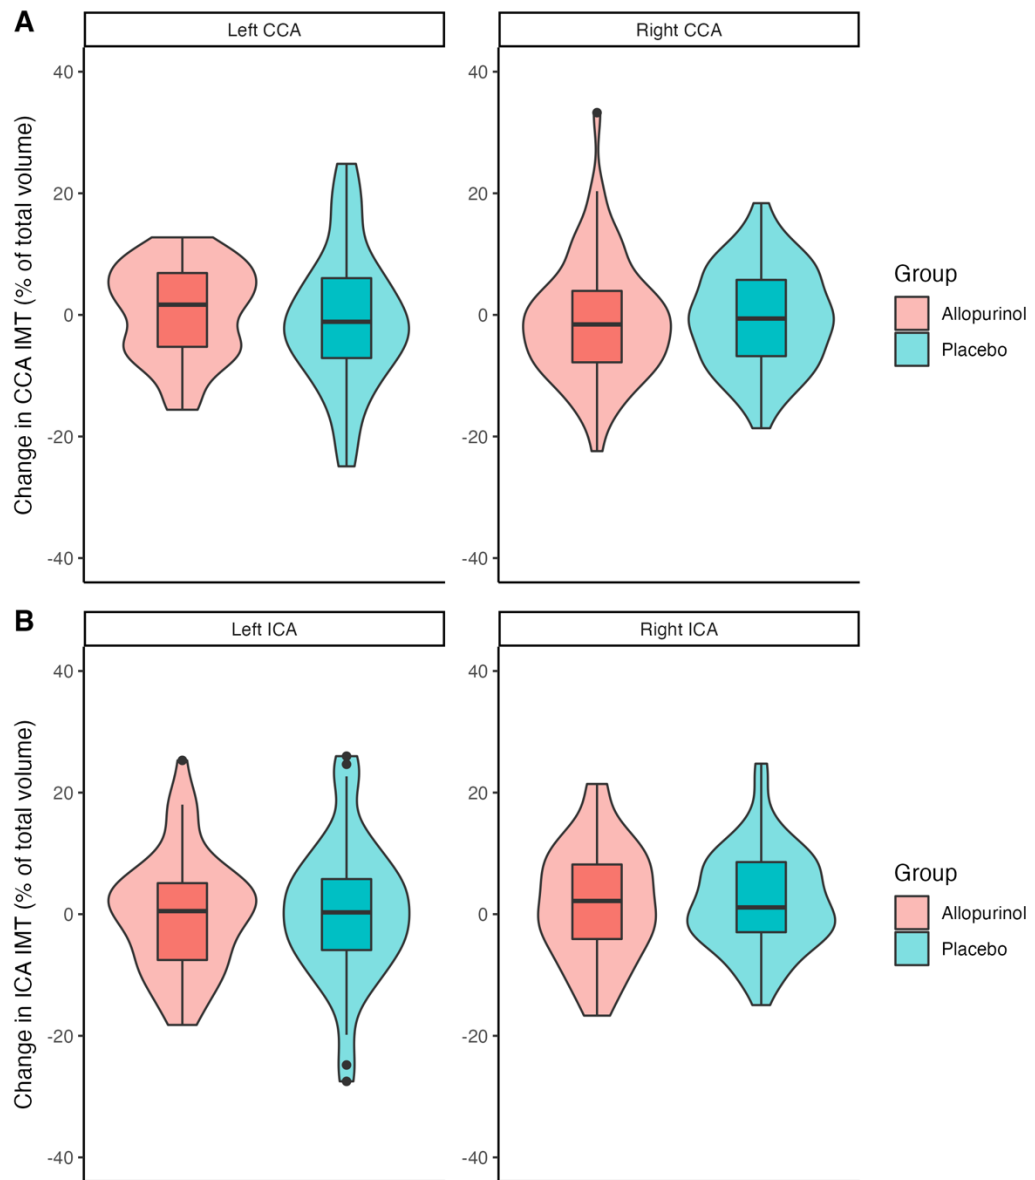 A
Left CCA
Right CCA
Change in CCA IMT (% of total volume)
40
20
0
-20
-40
40
20
0
-20
-40
Group
Allopurinol
Placebo
B
Left ICA
Right ICA
Change in ICA IMT (% of total volume)
40
20
0
-20
-40
40
20
0
-20
-40
Group
Allopurinol
Placebo